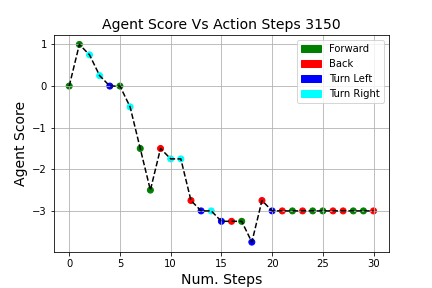 Agent Score Vs Action Steps 3150
Forward
Back
Turn Left
Turn Right
Agent Score
1
0
−1
−2
−3
0 5 10 15 20 25 30
Num. Steps